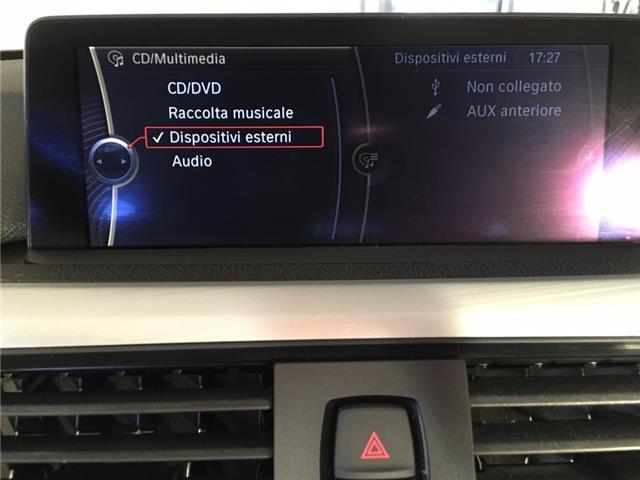 CD/Multimedia
CD/DVD
Raccolta musicale
Dispositivi esterni
Audio
Dispositivi esterni 17:27
Non collegato
AUX anteriore